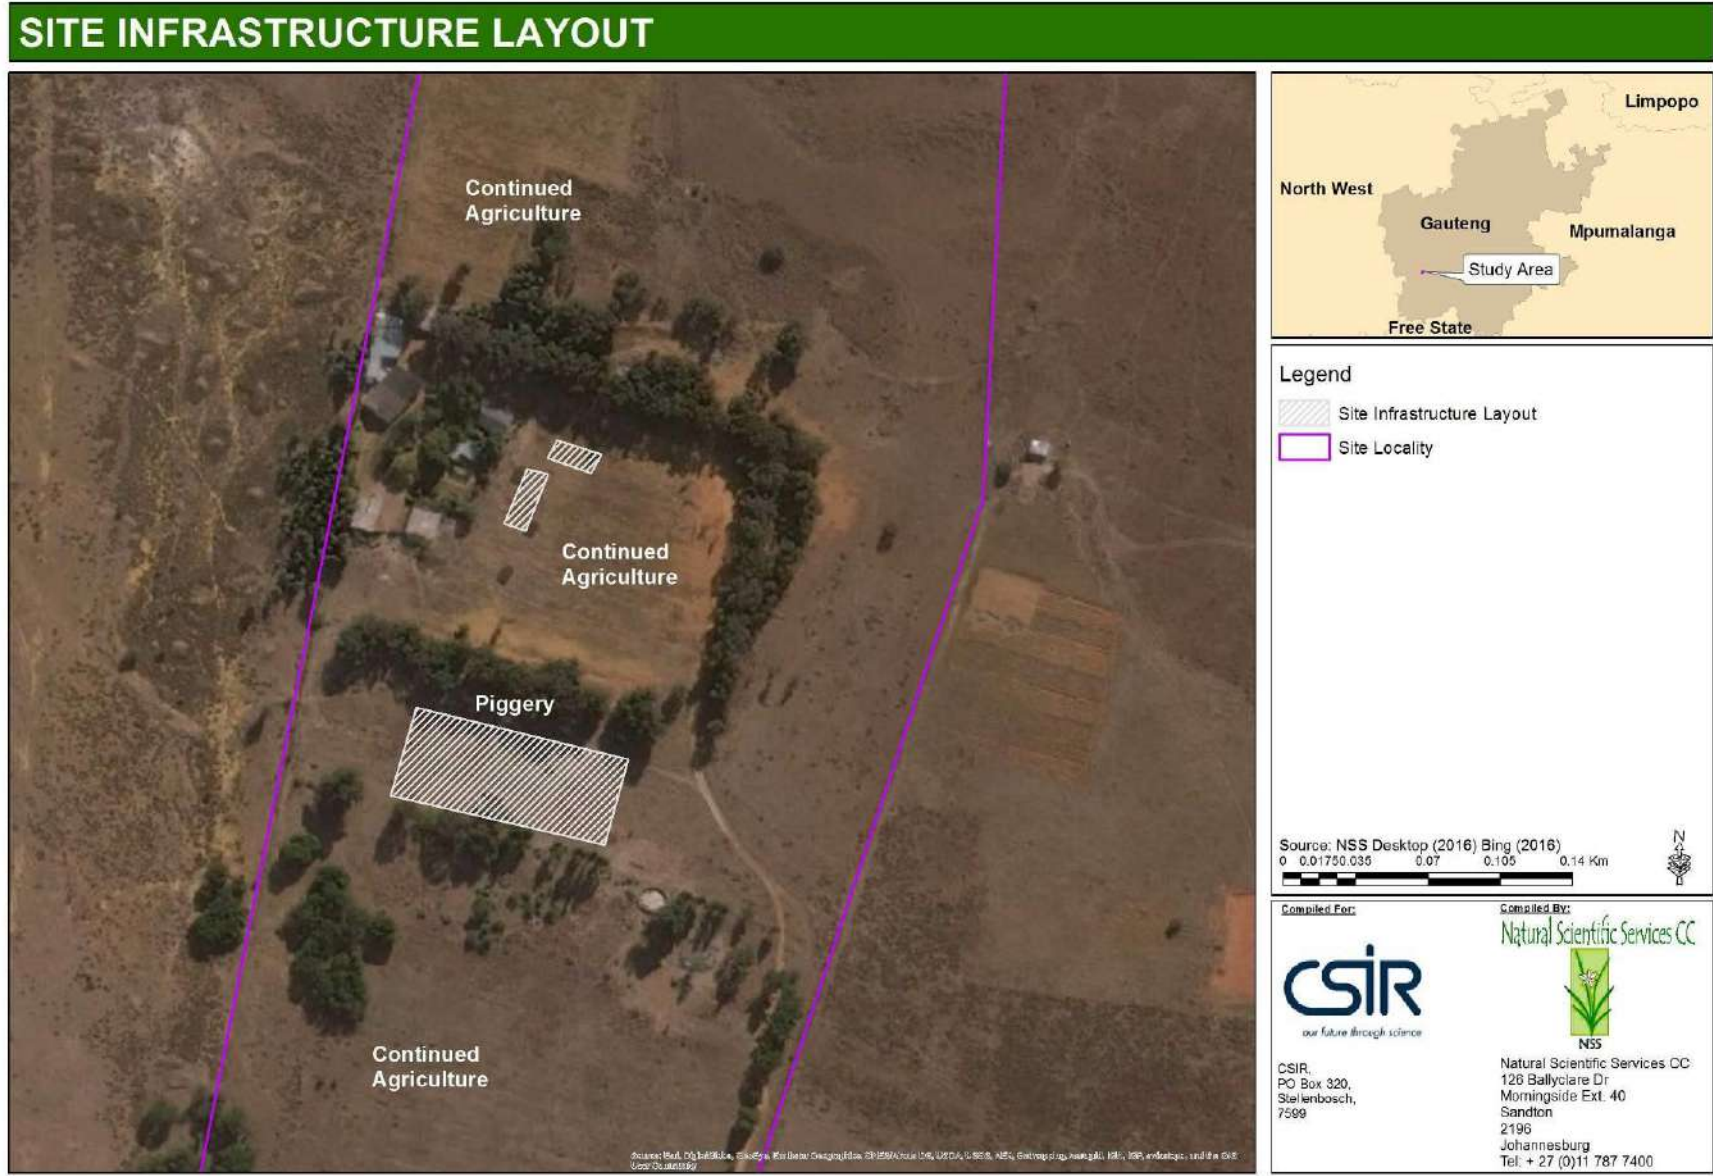 SITE INFRASTRUCTURE LAYOUT
Continued
Agriculture
Continued
Agriculture
Piggery
Continued
Agriculture
Limpopo
North West
Gauteng
Mpumalanga
Study Area
Free State
Legend
Site Infrastructure Layout
Site Locality
Source: NSS Desktop (2016) Bing (2016)
0 0.01750.035 0.07 0.105 0.14 Km
N
Compiled For:
CSIR
our future through science
CSIR,
PO Box 320,
Stellenbosch,
7599
Compiled By:
Natural Scientific Services CC
NSS
Natural Scientific Services CC
126 Ballyclare Dr
Morningside Ext. 40
Sandton
2196
Johannesburg
Tel: + 27 (0)11 787 7400